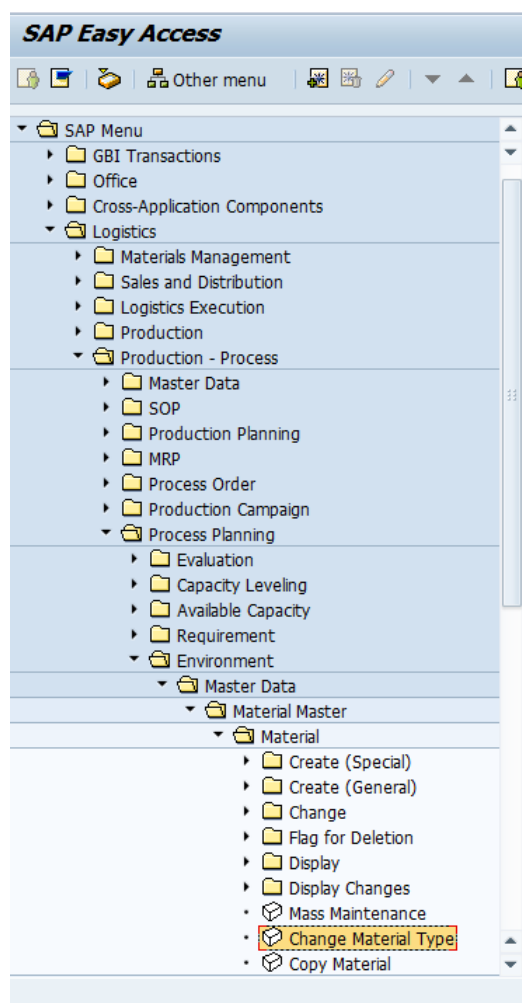 SAP Easy Access
Other menu
SAP Menu
GBI Transactions
Office
Cross-Application Components
Logistics
Materials Management
Sales and Distribution
Logistics Execution
Production
Production - Process
Master Data
SOP
Production Planning
MRP
Process Order
Production Campaign
Process Planning
Evaluation
Capacity Leveling
Available Capacity
Requirement
Environment
Master Data
Material Master
Material
Create (Special)
Create (General)
Change
Flag for Deletion
Display
Display Changes
Mass Maintenance
Change Material Type
Copy Material